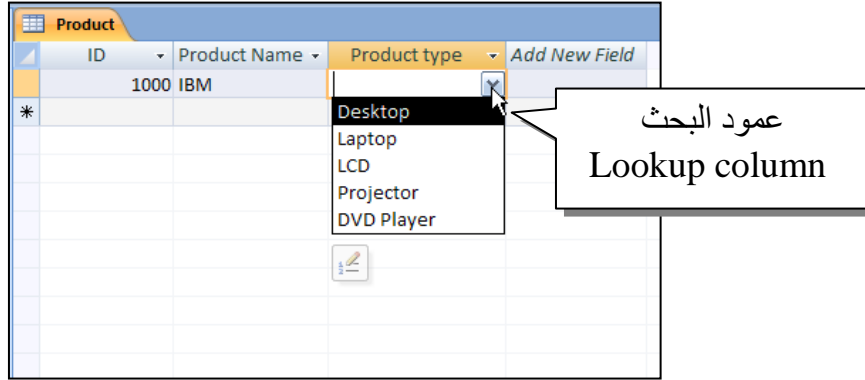 Product
ID Product Name Product type Add New Field
1000 IBM
Desktop
Laptop
LCD
Projector
DVD Player
عمود البحث
Lookup column